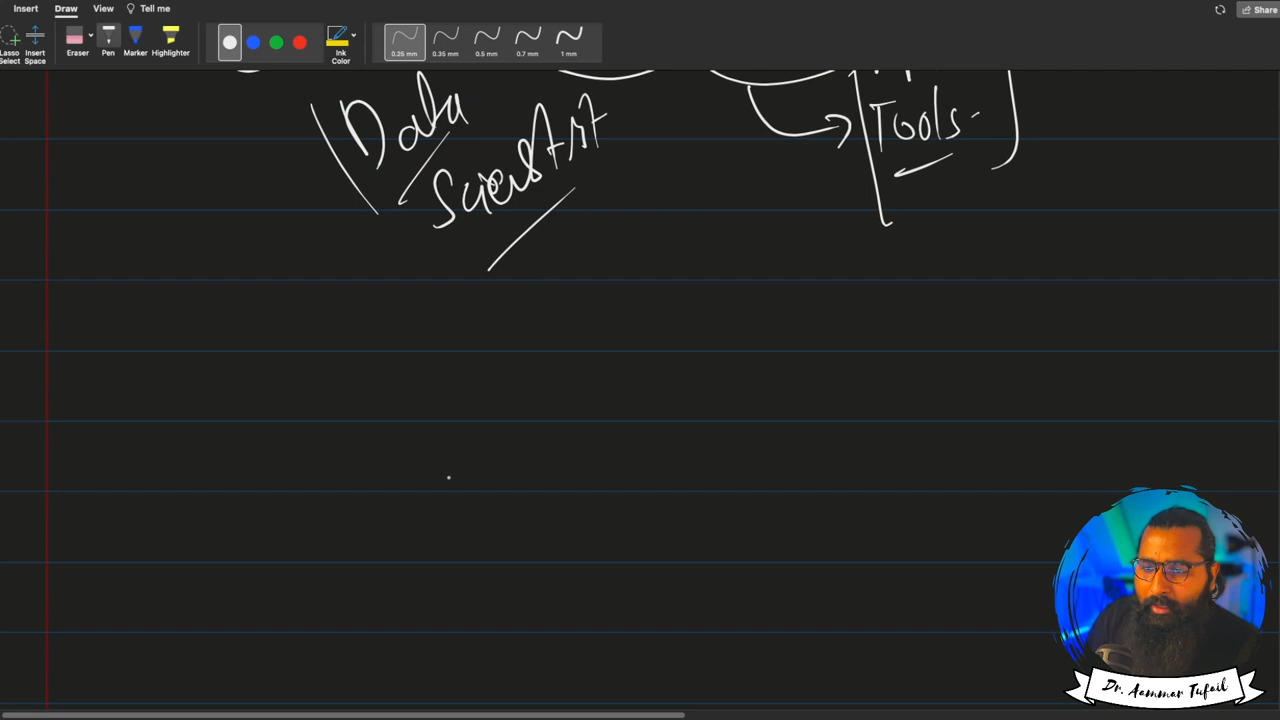 Insert Draw View Tell me
Share
Lasso Select
Insert Space
Eraser
Pen
Marker
Highlighter
Ink Color
0.25 mm
0.35 mm
0.5 mm
0.7 mm
1 mm
Data
Scientist
Tools
Dr. Aammar Tufail